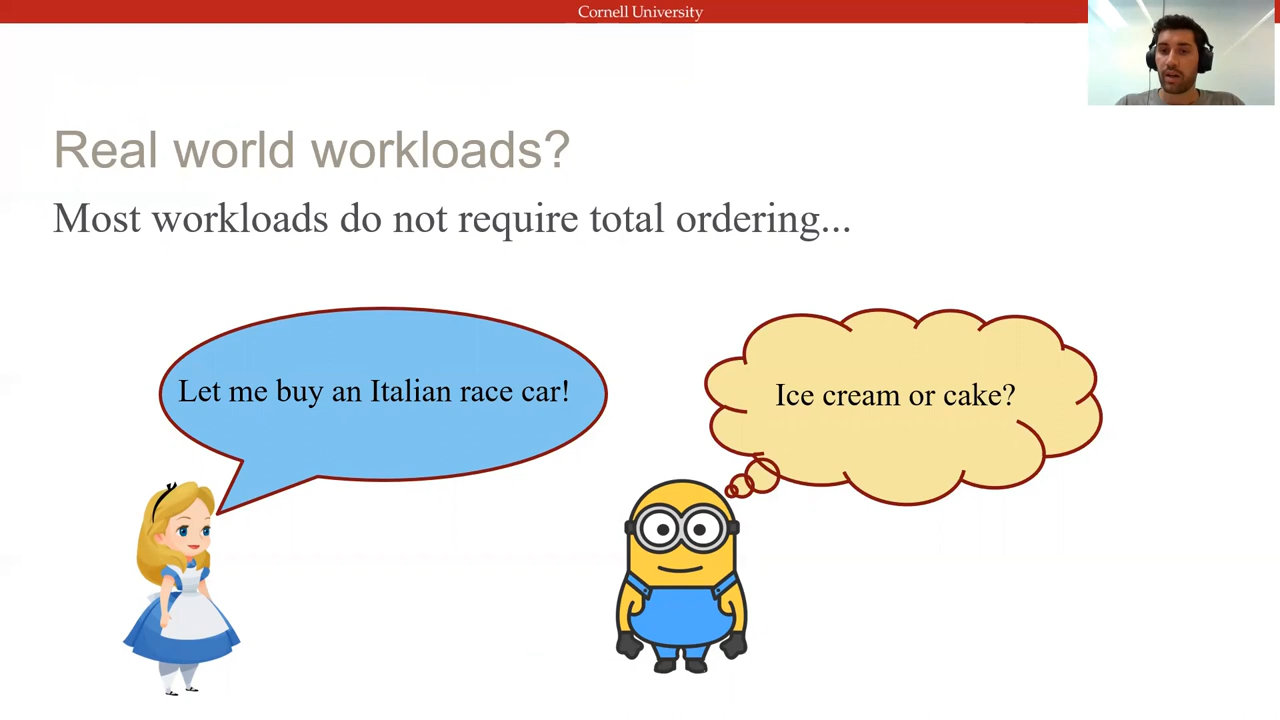 Cornell University
Real world workloads?
Most workloads do not require total ordering...
Let me buy an Italian race car!
Ice cream or cake?